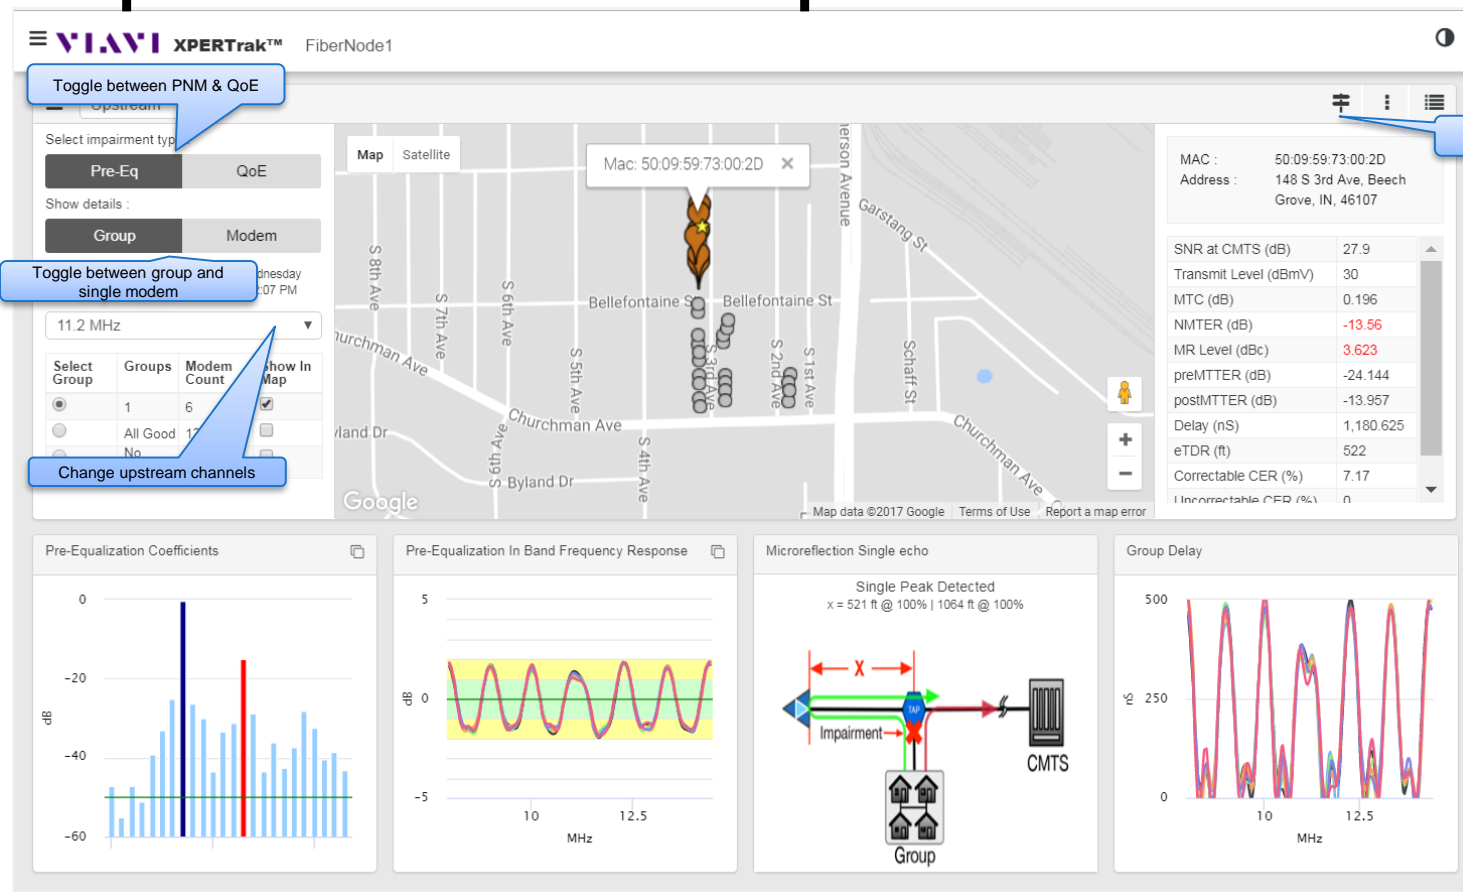 VIAVI XPERTrak™ FiberNode1
Toggle between PNM & QoE
Upstream
Select impairment
Pre-Eq QoE
Show details :
Group Modem
Toggle between group and
single modem
:07 PM
11.2 MHz
Select Group Groups Modem Count Show In Map
1 6
All Good
No
Change upstream channels
Map Satellite
Mac: 50:09:59:73:00:2D ×
Garstang St
S 8th Ave
S 7th Ave
S 6th Ave
Bellefontaine St
Bellefontaine St
S 5th Ave
S 3rd Ave
S 2nd Ave
S 1st Ave
Schaff St
Churchman Ave
Churchman Ave
S 9th Ave
S 4th Ave
Churchman Ave
Byland Dr
Google
Map data ©2017 Google Terms of Use Report a map error
MAC : 50:09:59:73:00:2D
Address : 148 S 3rd Ave, Beech
Grove, IN, 46107
SNR at CMTS (dB) 27.9
Transmit Level (dBmV) 30
MTC (dB) 0.196
NMTER (dB) -13.56
MR Level (dBc) 3.623
preMTTER (dB) -24.144
postMTTER (dB) -13.957
Delay (nS) 1,180.625
eTDR (ft) 522
Correctable CER (%) 7.17
Uncorrectable CER (%) 0
Pre-Equalization Coefficients
0
-20
-40
-60
dB
Pre-Equalization In Band Frequency Response
5
0
-5
dB
10 12.5
MHz
Microreflection Single echo
Single Peak Detected
x = 521 ft @ 100% | 1064 ft @ 100%
X
TAP
Impairment
CMTS
Group
Group Delay
500
250
0
nS
10 12.5
MHz